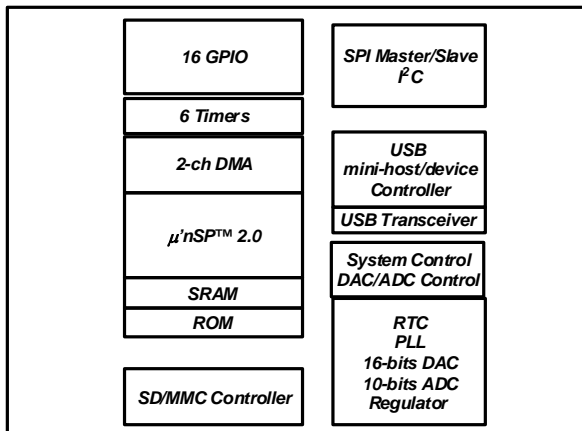 16 GPIO
6 Timers
2-ch DMA
μ'nSP™ 2.0
SRAM
ROM
SD/MMC Controller
SPI Master/Slave
I²C
USB
mini-host/device
Controller
USB Transceiver
System Control
DAC/ADC Control
RTC
PLL
16-bits DAC
10-bits ADC
Regulator